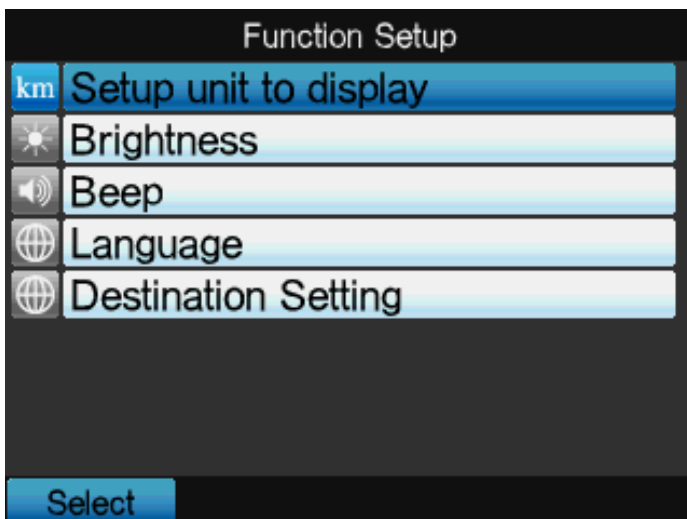 Function Setup
km Setup unit to display
Brightness
Beep
Language
Destination Setting
Select